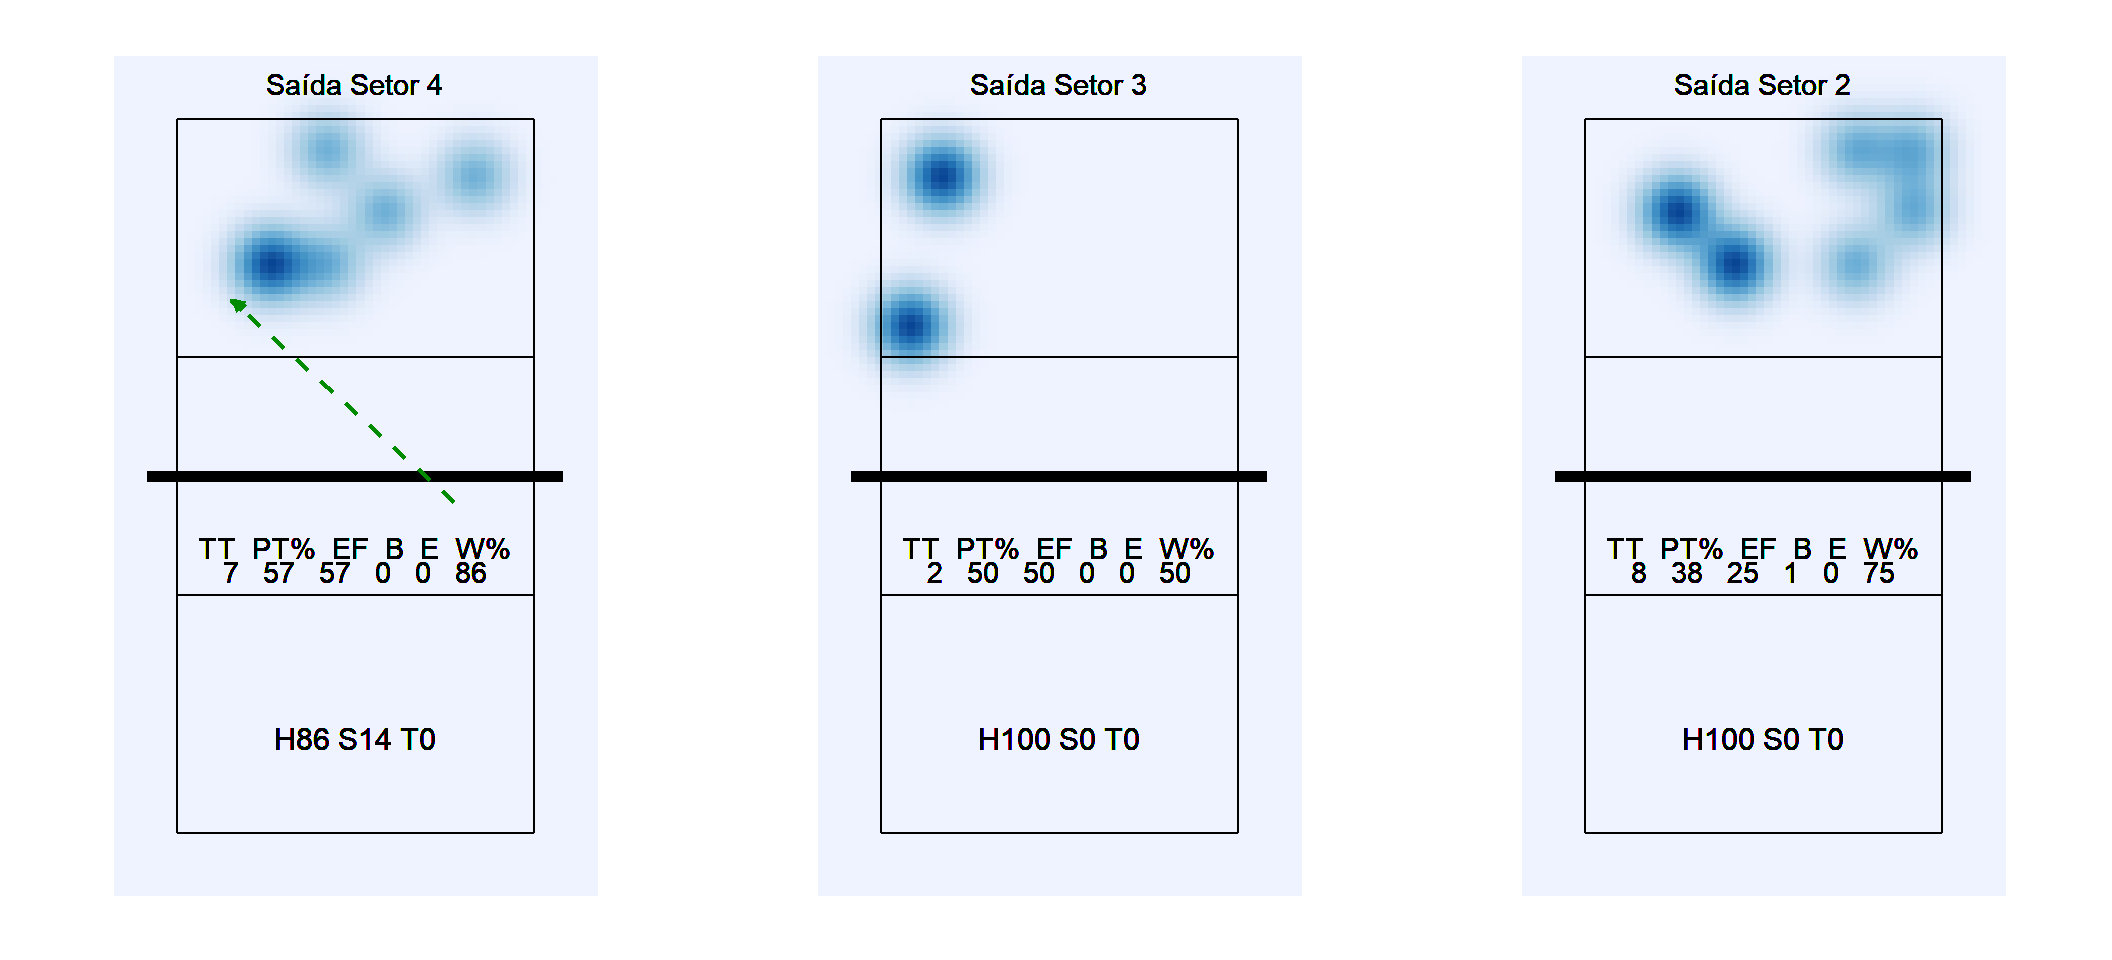 Saída Setor 4
TT PT% EF B E W%
7 57 57 0 0 86
H86 S14 T0
Saída Setor 3
TT PT% EF B E W%
2 50 50 0 0 50
H100 S0 T0
Saída Setor 2
TT PT% EF B E W%
8 38 25 1 0 75
H100 S0 T0